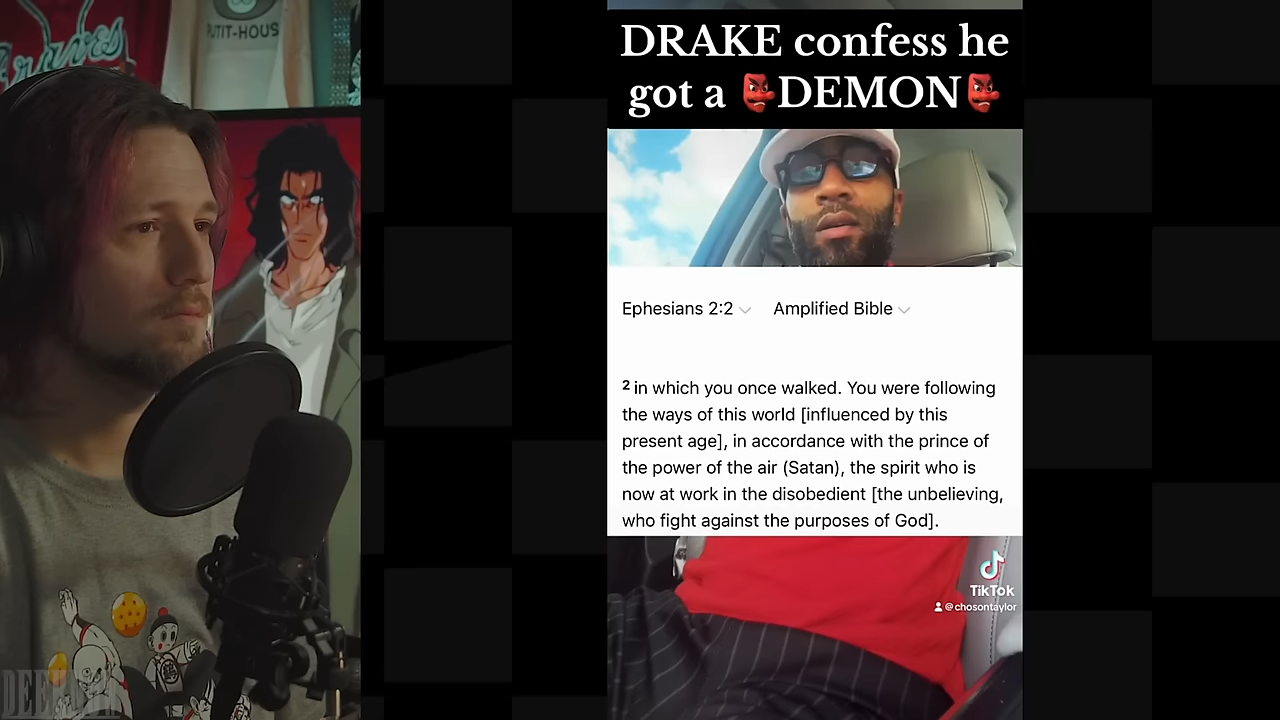 Braves
PUTIT-HOUS
DRAKE confess he
got a 👺DEMON👺
Ephesians 2:2 Amplified Bible
2 in which you once walked. You were following
the ways of this world [influenced by this
present age], in accordance with the prince of
the power of the air (Satan), the spirit who is
now at work in the disobedient [the unbelieving,
who fight against the purposes of God].
TikTok
@chosontaylor